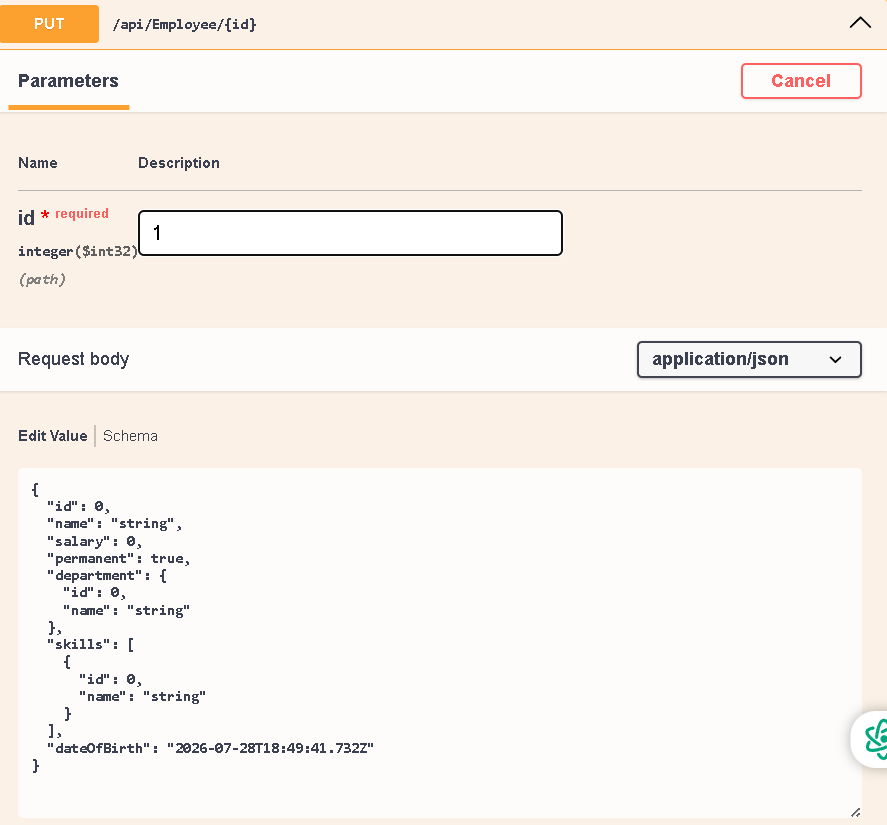 PUT /api/Employee/{id}
Parameters Cancel
Name Description
id * required 1
integer($int32)
(path)
Request body application/json
Edit Value Schema
{
  "id": 0,
  "name": "string",
  "salary": 0,
  "permanent": true,
  "department": {
    "id": 0,
    "name": "string"
  },
  "skills": [
    {
      "id": 0,
      "name": "string"
    }
  ],
  "dateOfBirth": "2026-07-28T18:49:41.732Z"
}